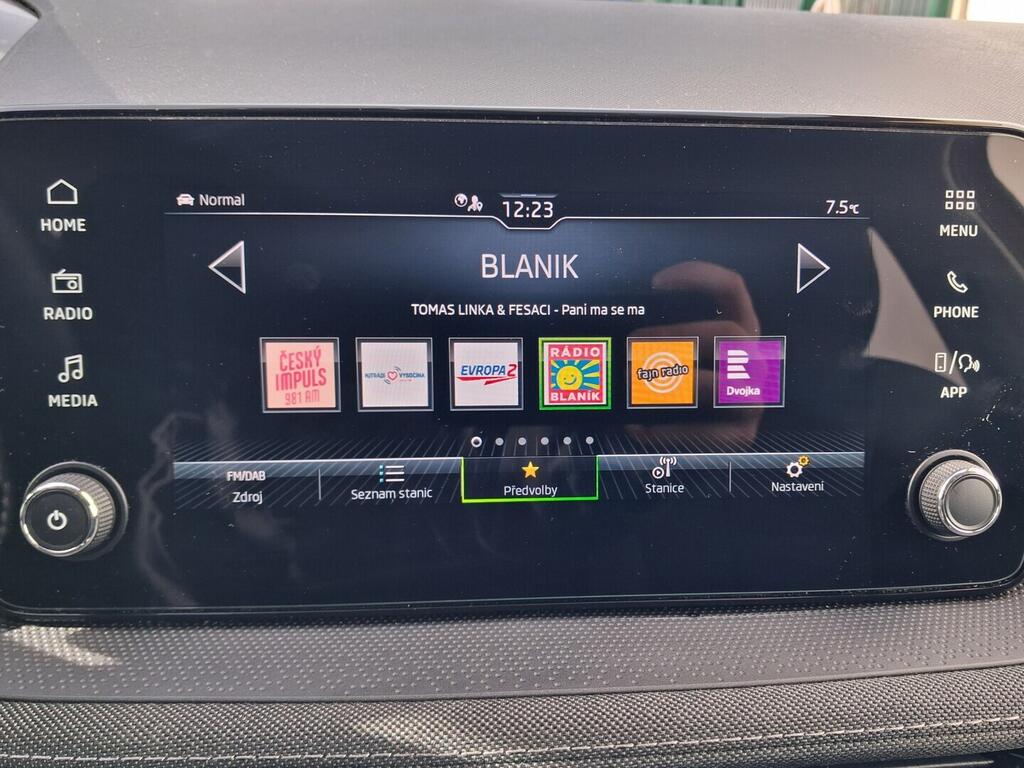 HOME
RADIO
MEDIA
Normal
12:23
7.5°C
BLANIK
TOMAS LINKA & FESACI - Pani ma se ma
ČESKÝ
IMPULS
981 AM
HITRÁDIO VYSOČINA
EVROPA 2
RÁDIO
BLANÍK
fajn radio
Dvojka
FM/DAB
Zdroj
Seznam stanic
Předvolby
Stanice
Nastavení
MENU
PHONE
APP